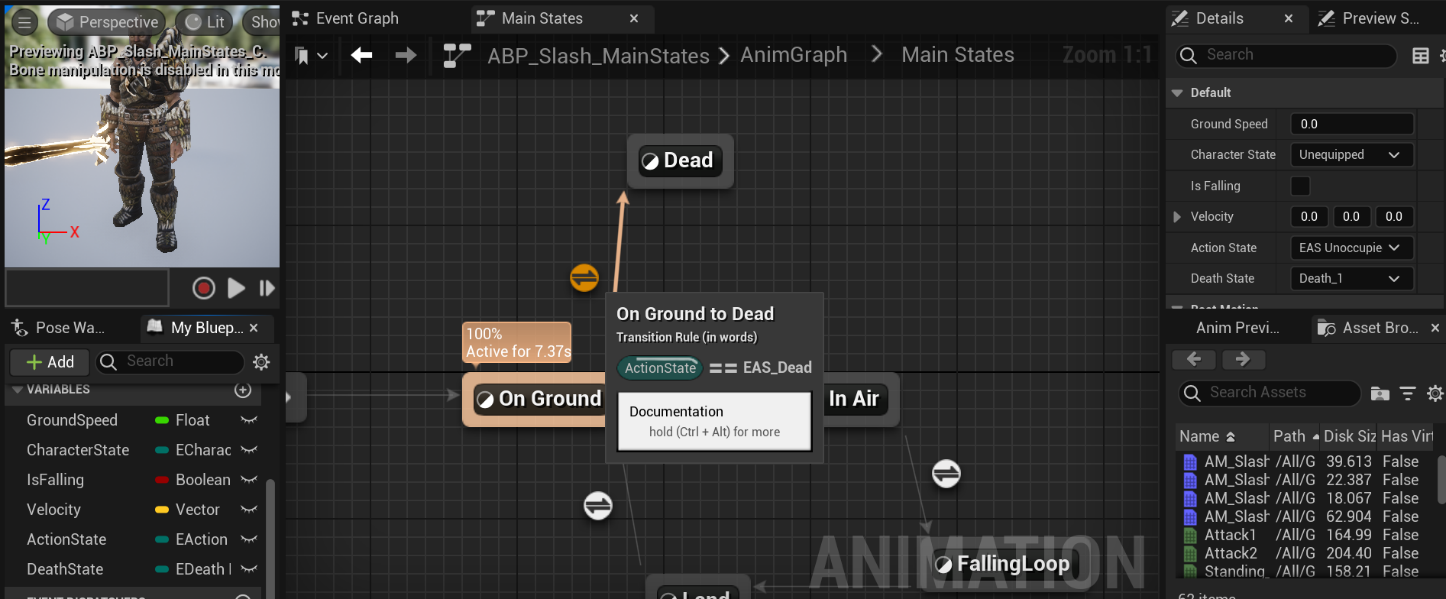 Perspective
Lit
Show
Previewing ABP_Slash_MainStates_C.
Bone manipulation is disabled in this mo
Event Graph
Main States
ABP_Slash_MainStates
AnimGraph
Main States
Zoom 1:1
Dead
100%
Active for 7.37s
On Ground
On Ground to Dead
Transition Rule (in words)
ActionState == EAS_Dead
Documentation
hold (Ctrl + Alt) for more
In Air
FallingLoop
Land
ANIMATION
X
Y
Z
Pose Wa...
My Bluep...
Add
Search
VARIABLES
GroundSpeed Float
CharacterState ECharac
IsFalling Boolean
Velocity Vector
ActionState EAction
DeathState EDeath
EVENT DISPATCHERS
Details
Preview S...
Search
Default
Ground Speed 0.0
Character State Unequipped
Is Falling
Velocity 0.0 0.0 0.0
Action State EAS Unoccupie
Death State Death_1
Root Motion
Anim Previ...
Asset Bro...
Search Assets
Name Path Disk Siz Has Virt
AM_Slash /All/G 39.613 False
AM_Slash /All/G 22.387 False
AM_Slash /All/G 18.067 False
AM_Slash /All/G 62.904 False
Attack1 /All/G 164.99 False
Attack2 /All/G 204.40 False
Standing_ /All/G 158.21 False
62 items